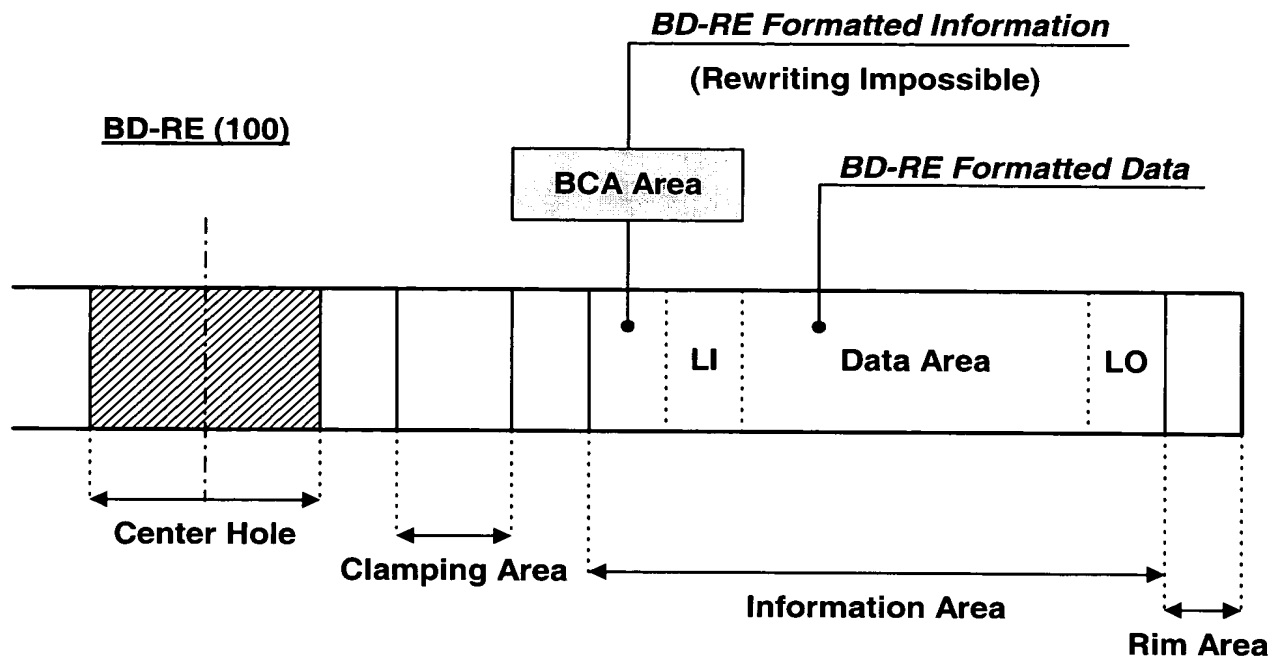 BD-RE Formatted Information
(Rewriting Impossible)
BD-RE (100)
BCA Area
BD-RE Formatted Data
LI
Data Area
LO
Center Hole
Clamping Area
Information Area
Rim Area